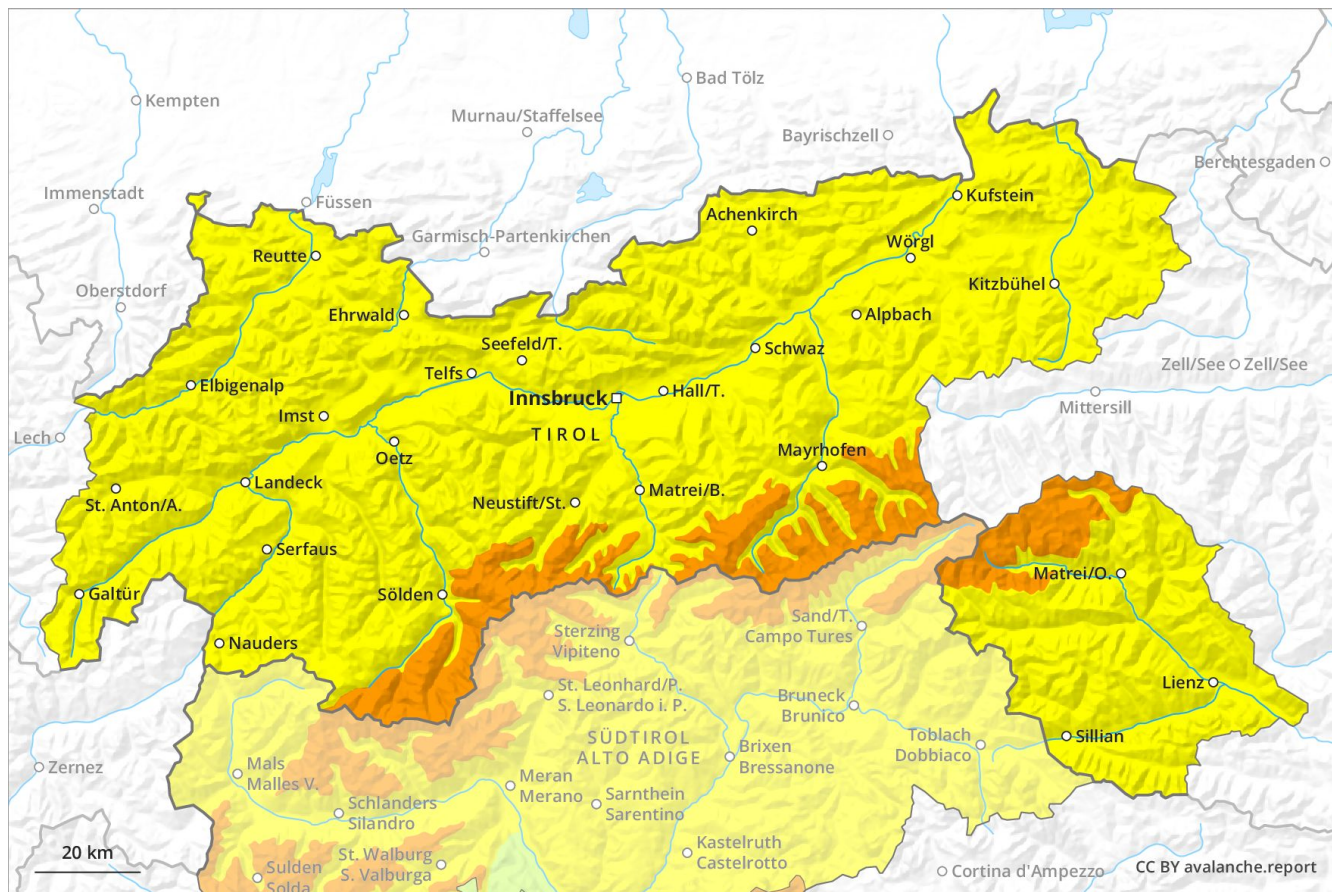 Kempten
Bad Tölz
Murnau/Staffelsee
Bayrischzell
Berchtesgaden
Immenstadt
Füssen
Kufstein
Achenkirch
Garmisch-Partenkirchen
Wörgl
Reutte
Oberstdorf
Kitzbühel
Ehrwald
Alpbach
Seefeld/T.
Schwaz
Telfs
Zell/See
Zell/See
Elbigenalp
Hall/T.
Innsbruck
Mittersill
Imst
TIROL
Lech
Oetz
Mayrhofen
Landeck
St. Anton/A.
Matrei/B.
Neustift/St.
Serfaus
Matrei/O.
Galtür
Sölden
Sand/T.
Campo Tures
Sterzing
Vipiteno
Nauders
Lienz
St. Leonhard/P.
S. Leonardo i. P.
Bruneck
Brunico
SÜDTIROL
ALTO ADIGE
Toblach
Dobbiaco
Sillian
Brixen
Bressanone
Zernez
Mals
Malles V.
Meran
Merano
Sarnthein
Sarentino
Schlanders
Silandro
Kastelruth
Castelrotto
20 km
St. Walburg
S. Valburga
Sulden
Solda
Cortina d'Ampezzo
CC BY avalanche.report